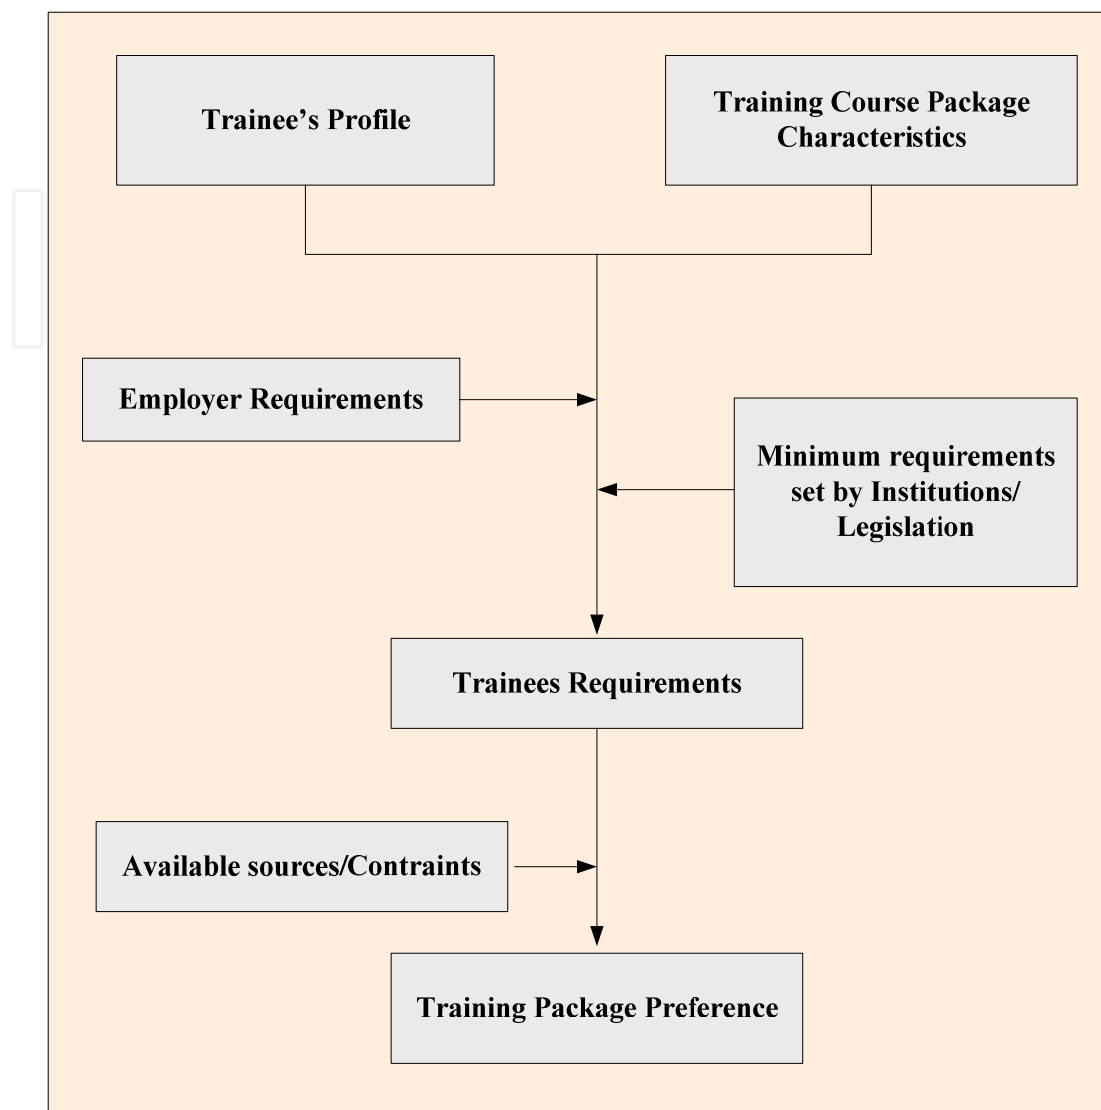 Trainee’s Profile
Training Course Package
Characteristics
Employer Requirements
Minimum requirements
set by Institutions/
Legislation
Trainees Requirements
Available sources/Contraints
Training Package Preference